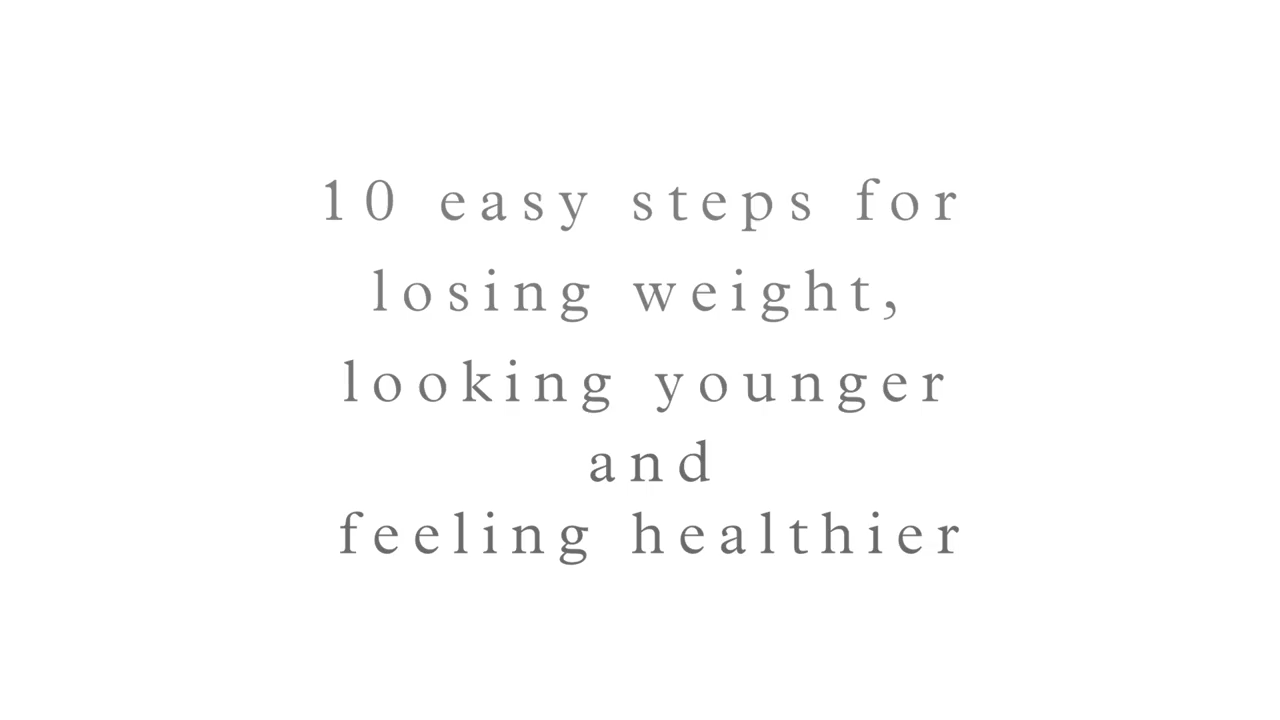 10 easy steps for
losing weight,
looking younger
and
feeling healthier